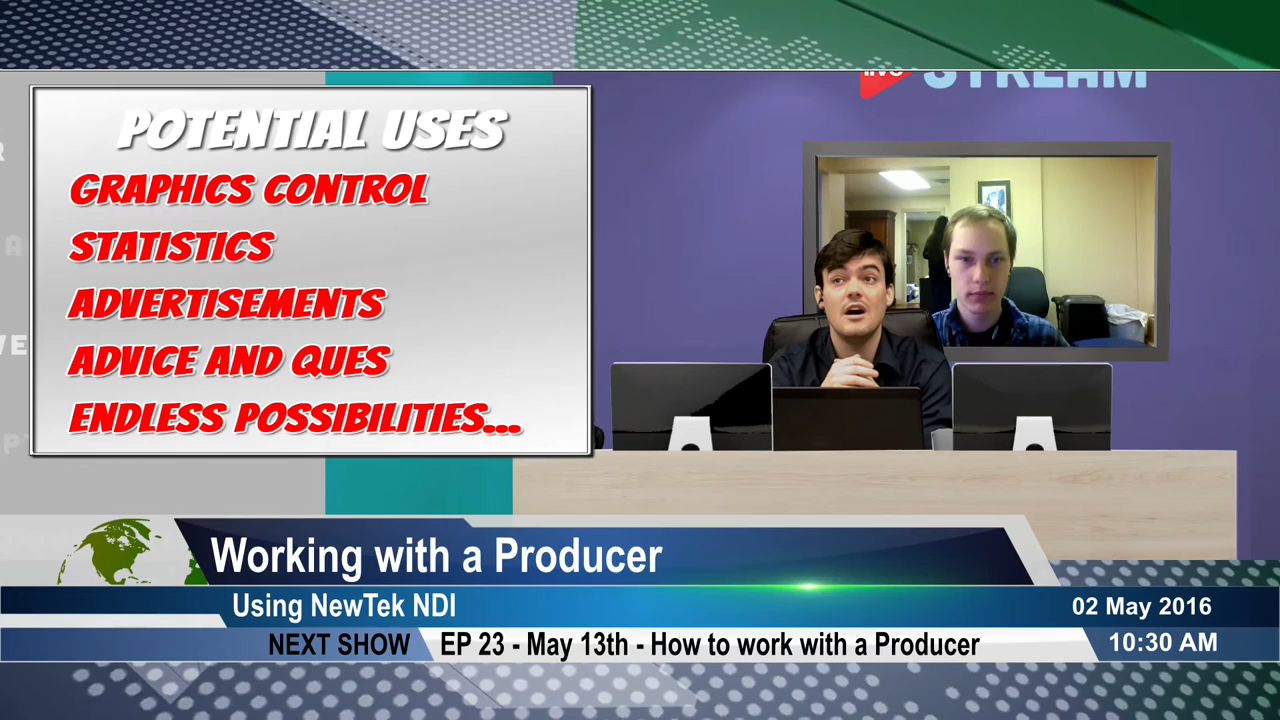 live
STREAM
POTENTIAL USES
GRAPHICS CONTROL
STATISTICS
ADVERTISEMENTS
ADVICE AND QUES
ENDLESS POSSIBILITIES...
Working with a Producer
Using NewTek NDI
02 May 2016
NEXT SHOW EP 23 - May 13th - How to work with a Producer
10:30 AM